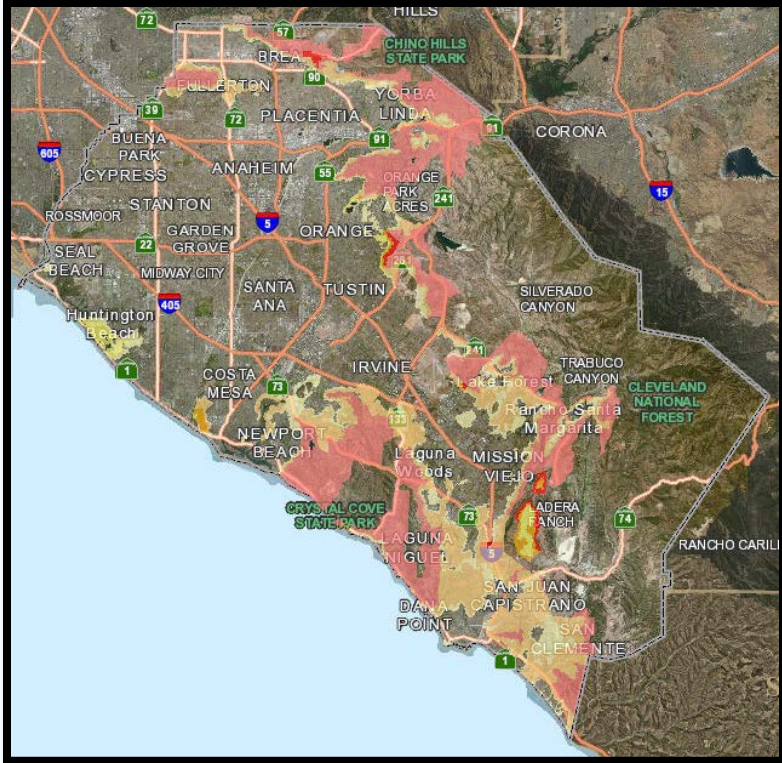 HILLS
72
57
CHINO HILLS
STATE PARK
BREA
90
FULLERTON
YORBA
LINDA
39
72
PLACENTIA
91
91
CORONA
BUENA
PARK
605
ANAHEIM
55
CYPRESS
ORANGE
PARK
ACRES
241
15
STANTON
ROSSMOOR
5
GARDEN
GROVE
ORANGE
22
SEAL
BEACH
MIDWAY CITY
261
SANTA
ANA
TUSTIN
SILVERADO
CANYON
405
Huntington
Beach
241
1
IRVINE
TRABUCO
CANYON
COSTA
MESA
73
Lake Forest
CLEVELAND
NATIONAL
FOREST
Rancho Santa
Margarita
133
NEWPORT
BEACH
Laguna
Woods
MISSION
VIEJO
CRYSTAL COVE
STATE PARK
73
LADERA
RANCH
74
LAGUNA
NIGUEL
5
RANCHO CARILL
SAN JUAN
CAPISTRANO
DANA
POINT
SAN
CLEMENTE
1